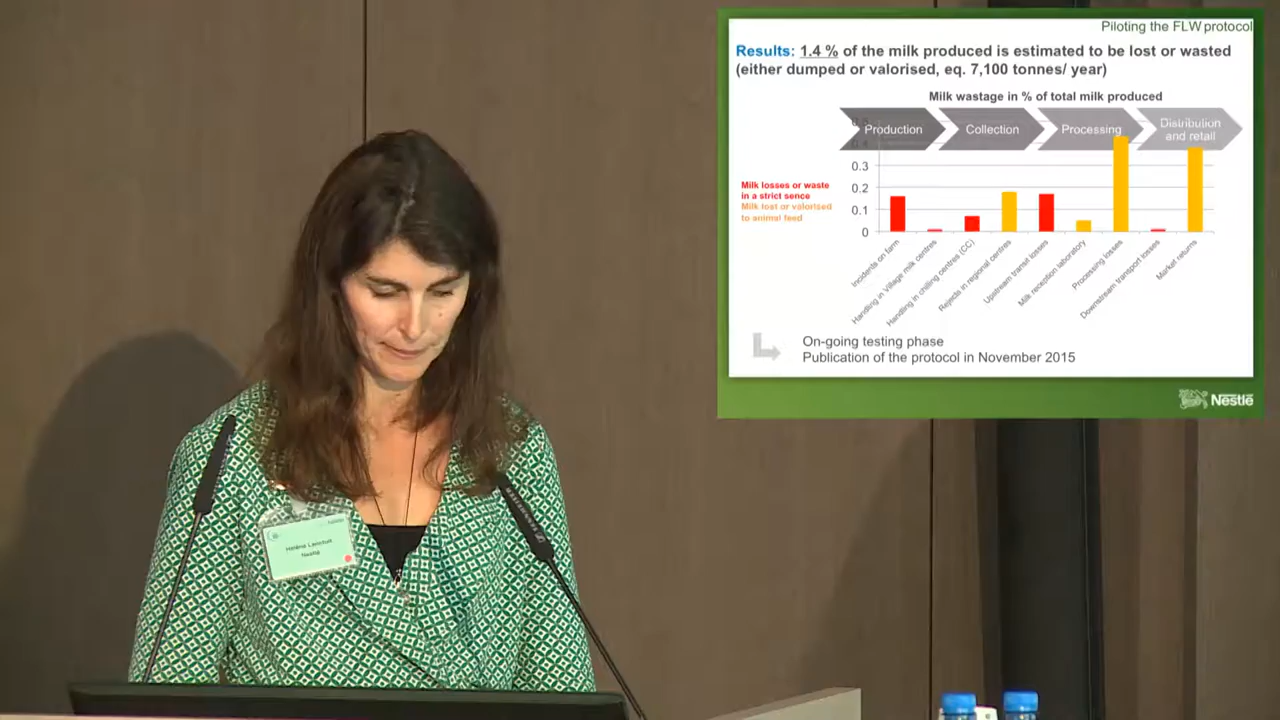 Piloting the FLW protocol
Results: 1.4 % of the milk produced is estimated to be lost or wasted
(either dumped or valorised, eq. 7,100 tonnes/ year)
Milk wastage in % of total milk produced
Production
Collection
Processing
Distribution
and retail
0.5
0.4
0.3
0.2
0.1
0
Milk losses or waste
in a strict sence
Milk lost or valorised
to animal feed
Incidents on farm
Handling in Village milk centres
Handling in chilling centres (CC)
Rejects in regional centres
Upstream transit losses
Milk reception laboratory
Processing losses
Downstream transport losses
Market returns
On-going testing phase
Publication of the protocol in November 2015
Nestlé
Nestlé